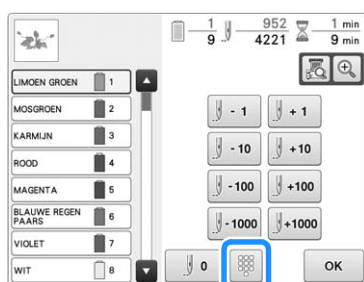 1 952 1 min
9 4221 9 min
LIMOEN GROEN 1
MOSGROEN 2
KARMIJN 3
ROOD 4
MAGENTA 5
BLAUWE REGEN
PAARS 6
VIOLET 7
WIT 8
- 1 + 1
- 10 +10
- 100 +100
- 1000 +1000
0 OK